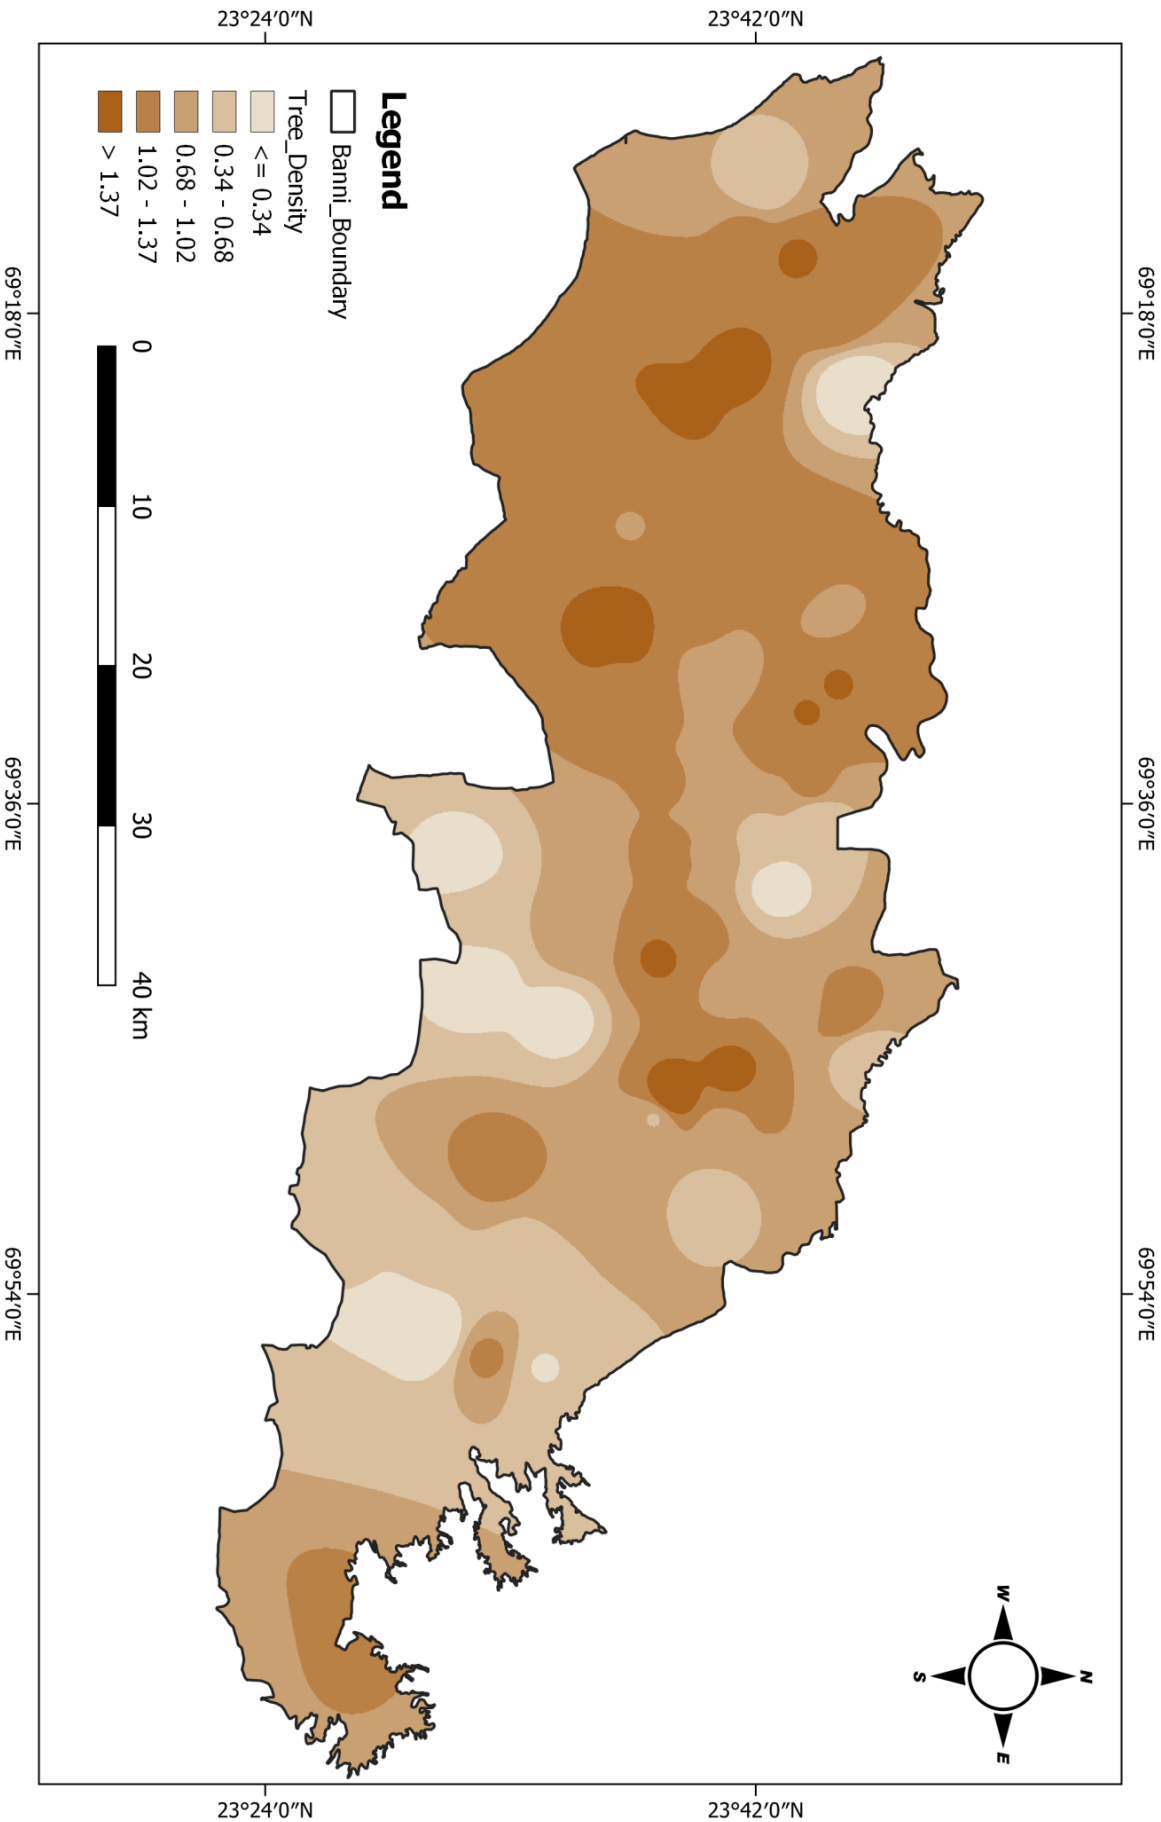 23°24'0"N
23°42'0"N
Legend
Banni_Boundary
Tree_Density
<= 0.34
0.34 - 0.68
0.68 - 1.02
1.02 - 1.37
> 1.37
0 10 20 30 40 km
69°18'0"E
69°36'0"E
69°54'0"E
69°18'0"E
69°36'0"E
69°54'0"E
N
W
E
S
23°24'0"N
23°42'0"N